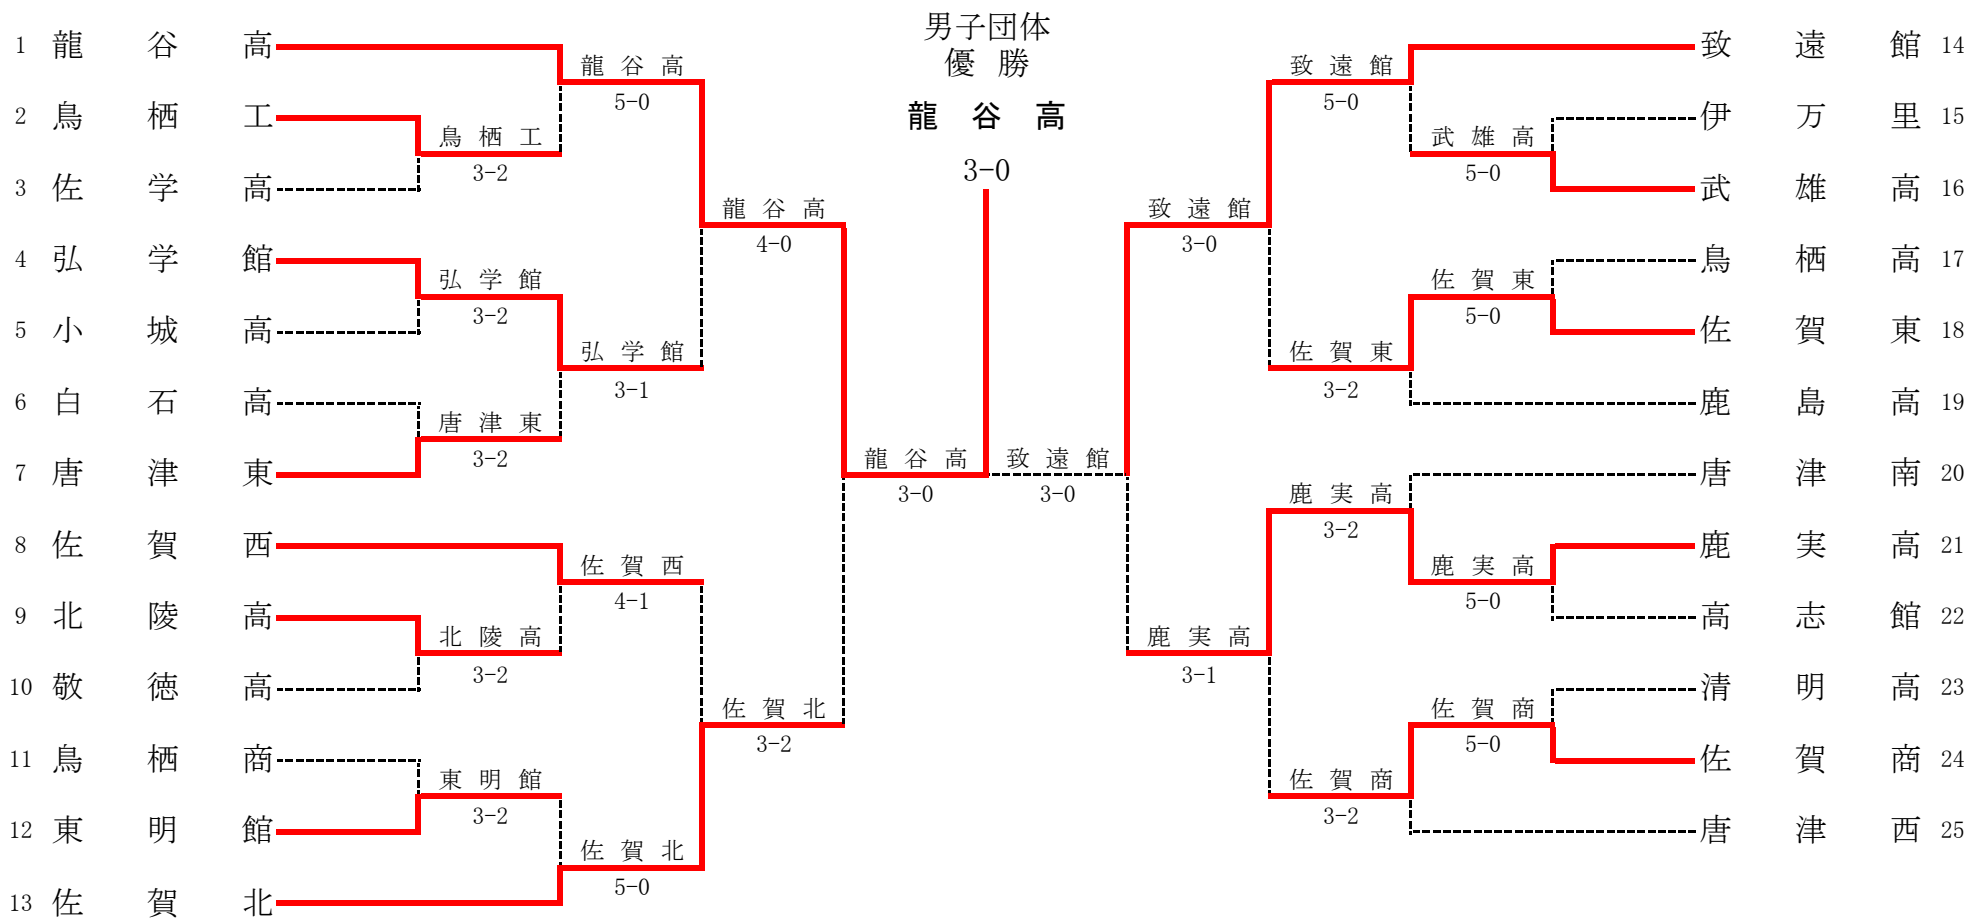 男子団体
優勝
龍谷高
3-0
1 龍谷高
2 鳥栖工
3 佐学高
4 弘学館
5 小城高
6 白石高
7 唐津東
8 佐賀西
9 北陵高
10 敬徳高
11 鳥栖商
12 東明館
13 佐賀北
鳥栖工
3-2
弘学館
3-2
唐津東
3-2
北陵高
3-2
東明館
3-2
龍谷高
5-0
弘学館
3-1
佐賀西
4-1
佐賀北
5-0
龍谷高
4-0
佐賀北
3-2
龍谷高
3-0
致遠館
3-0
致遠館
3-0
鹿実高
3-1
致遠館
5-0
佐賀東
3-2
鹿実高
3-2
佐賀商
3-2
武雄高
5-0
佐賀東
5-0
鹿実高
5-0
佐賀商
5-0
致遠館 14
伊万里 15
武雄高 16
鳥栖高 17
佐賀東 18
鹿島高 19
唐津南 20
鹿実高 21
高志館 22
清明高 23
佐賀商 24
唐津西 25